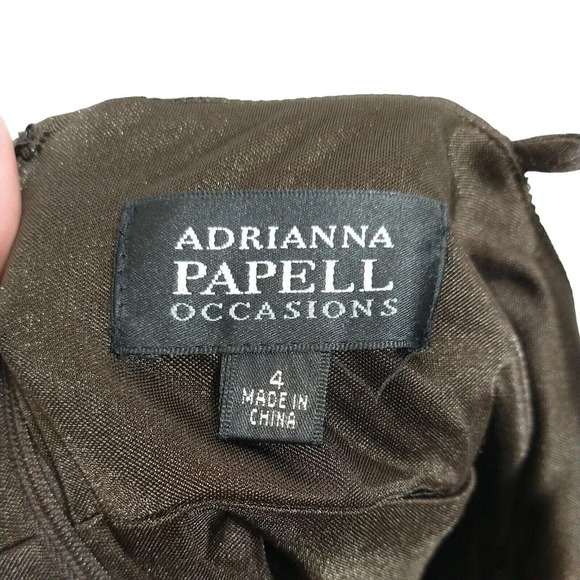 ADRIANNA
PAPELL
OCCASIONS
4
MADE IN
CHINA